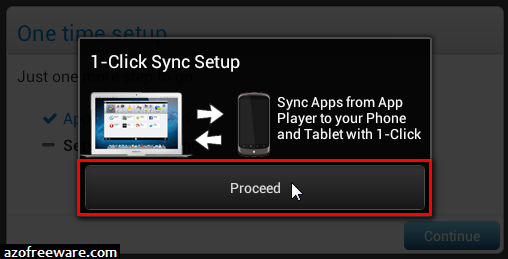 One time setup
1-Click Sync Setup
Just one
Sync Apps from App
Player to your Phone
and Tablet with 1-Click
Proceed
Continue
azofreeware.com